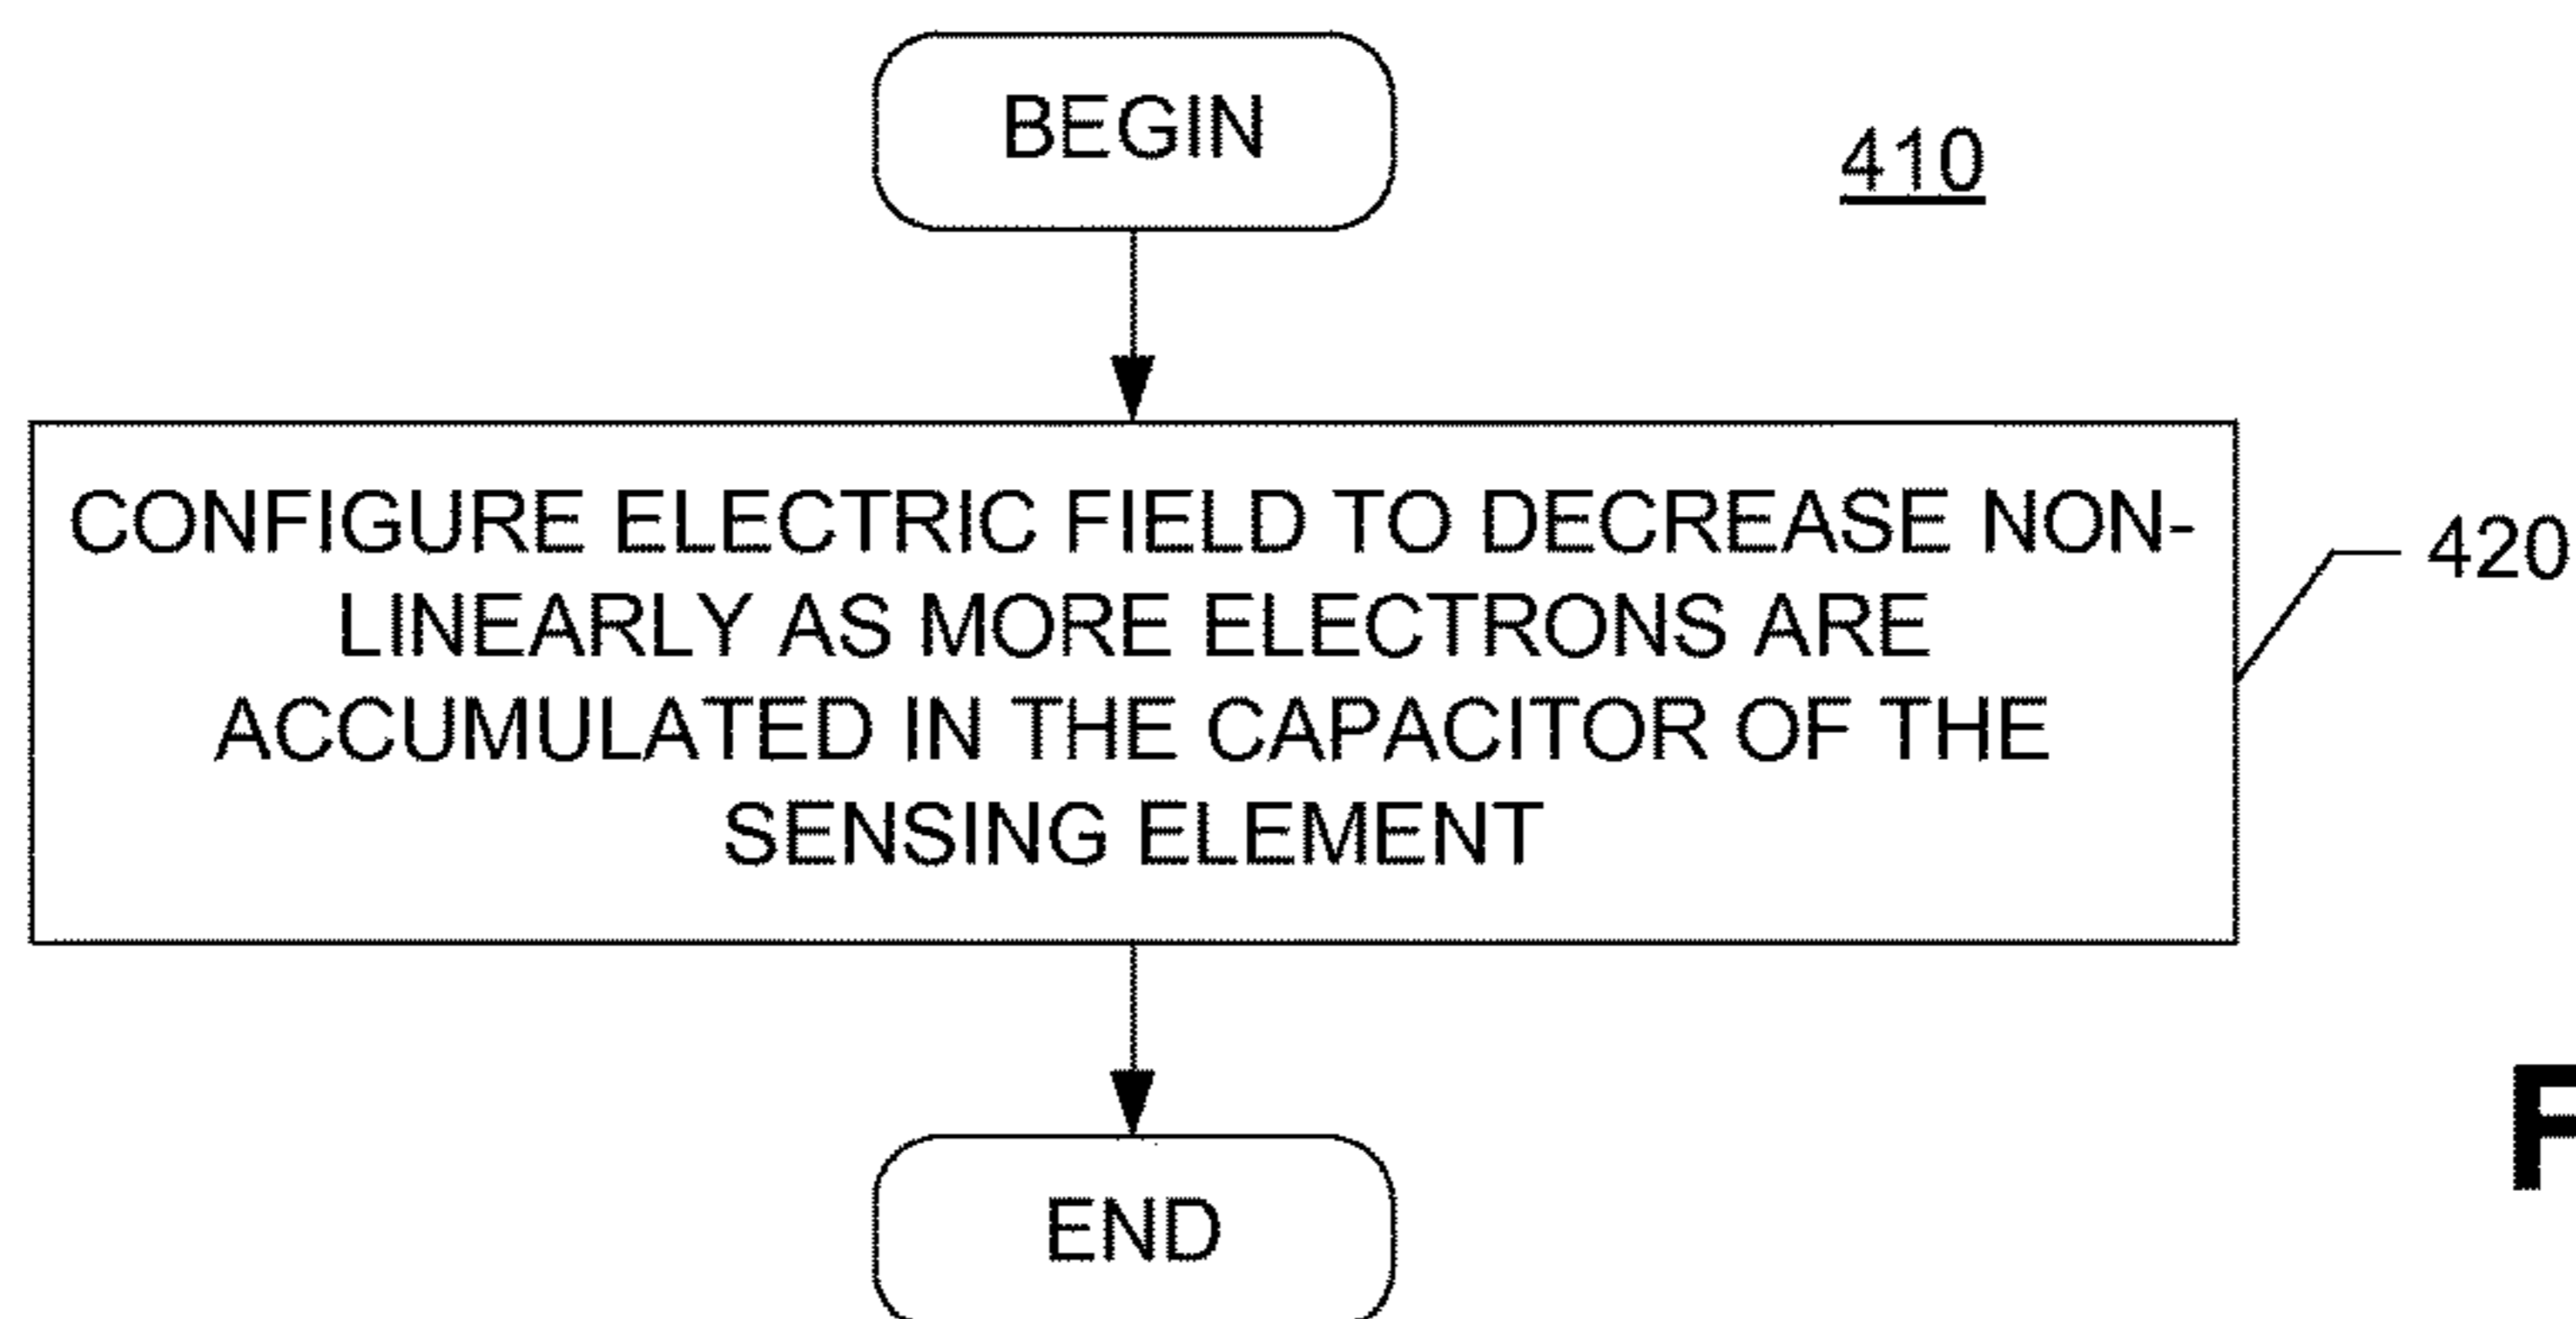 BEGIN
410
CONFIGURE ELECTRIC FIELD TO DECREASE NON-
LINEARLY AS MORE ELECTRONS ARE
ACCUMULATED IN THE CAPACITOR OF THE
SENSING ELEMENT
420
END